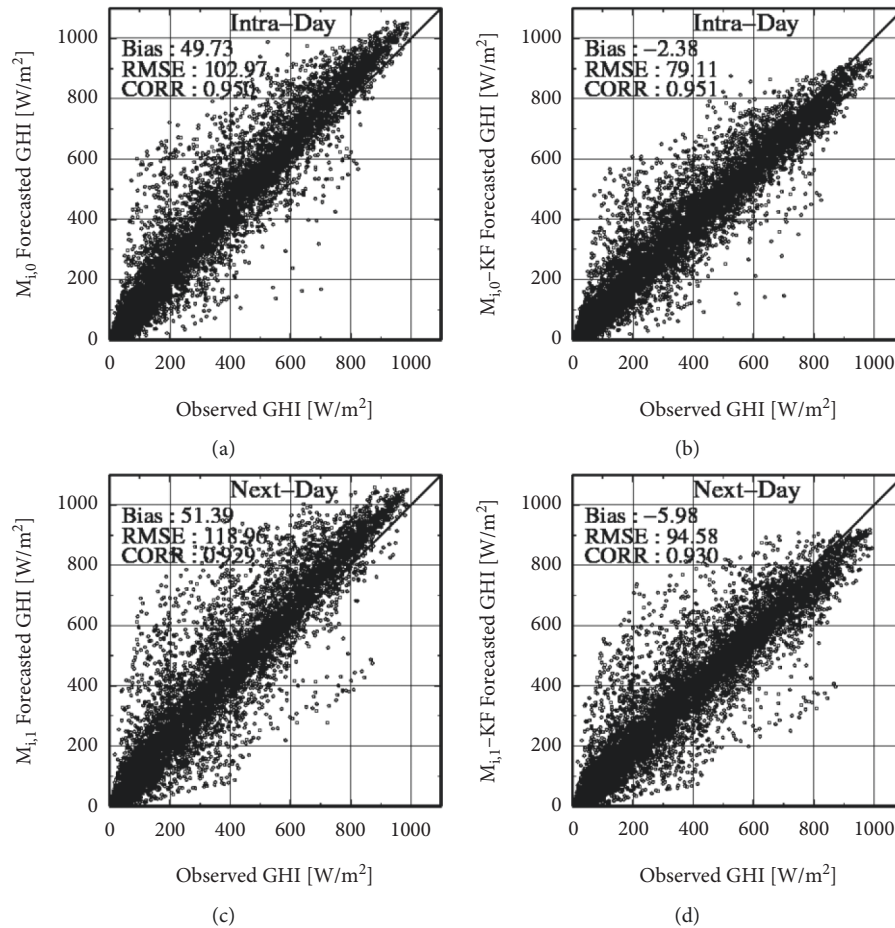 Intra-Day
Bias : 49.73
RMSE : 102.97
CORR : 0.950
M_{i,0} Forecasted GHI [W/m²]
1000
800
600
400
200
0
0 200 400 600 800 1000
Observed GHI [W/m²]
(a)
Intra-Day
Bias : −2.38
RMSE : 79.11
CORR : 0.951
M_{i,0}−KF Forecasted GHI [W/m²]
1000
800
600
400
200
0
0 200 400 600 800 1000
Observed GHI [W/m²]
(b)
Next-Day
Bias : 51.39
RMSE : 118.96
CORR : 0.929
M_{i,1} Forecasted GHI [W/m²]
1000
800
600
400
200
0
0 200 400 600 800 1000
Observed GHI [W/m²]
(c)
Next-Day
Bias : −5.98
RMSE : 94.58
CORR : 0.930
M_{i,1}−KF Forecasted GHI [W/m²]
1000
800
600
400
200
0
0 200 400 600 800 1000
Observed GHI [W/m²]
(d)